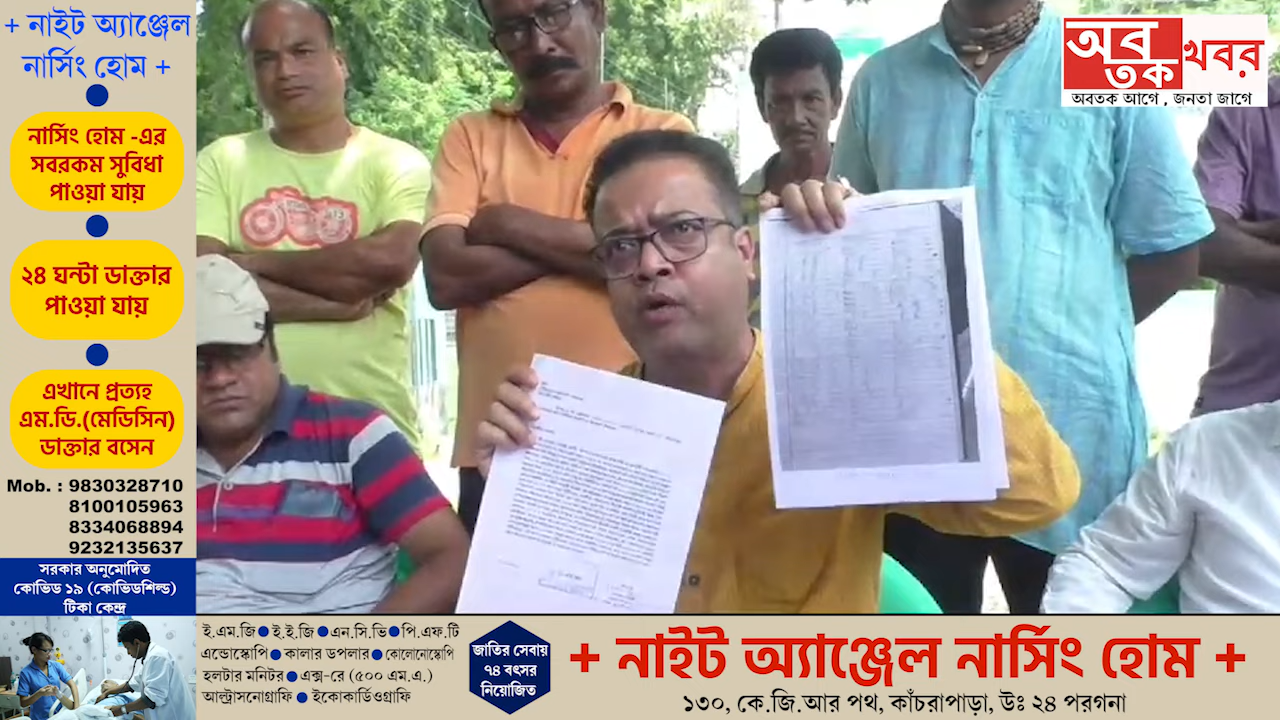 + নাইট অ্যাঞ্জেল
নার্সিং হোম +
নার্সিং হোম -এর
সবরকম সুবিধা
পাওয়া যায়
২৪ ঘন্টা ডাক্তার
পাওয়া যায়
এখানে প্রত্যহ
এম.ডি.(মেডিসিন)
ডাক্তার বসেন
Mob. : 9830328710
8100105963
8334068894
9232135637
সরকার অনুমোদিত
কোভিড ১৯ (কোভিডশিল্ড)
টিকা কেন্দ্র
অব
তক
খবর
অবতক আগে , জনতা জাগে
ই.এম.জি ● ই.ই.জি ● এন.সি.ভি ● পি.এফ.টি
এন্ডোস্কোপি ● কালার ডপলার ● কোলোনোস্কোপি
হলটার মনিটর ● এক্স-রে (৫০০ এম.এ.)
আল্ট্রাসনোগ্রাফি ● ইকোকার্ডিওগ্রাফি
জাতির সেবায়
৭৪ বৎসর
নিয়োজিত
+ নাইট অ্যাঞ্জেল নার্সিং হোম +
১৩০, কে.জি.আর পথ, কাঁচরাপাড়া, উঃ ২৪ পরগনা